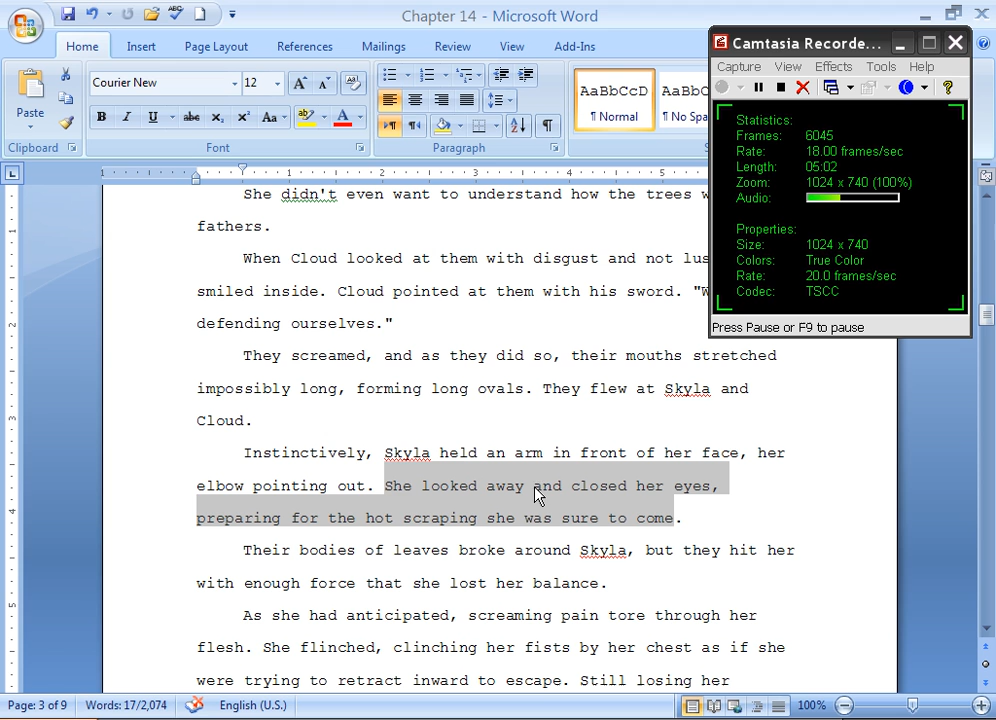 Chapter 14 - Microsoft Word
Home Insert Page Layout References Mailings Review View Add-Ins
Paste
Clipboard
Courier New 12
Font
Paragraph
AaBbCcD
¶ Normal
AaBbC
¶ No Spa
Camtasia Recorde...
Capture View Effects Tools Help
Statistics:
Frames: 6045
Rate: 18.00 frames/sec
Length: 05:02
Zoom: 1024 x 740 (100%)
Audio:
Properties:
Size: 1024 x 740
Colors: True Color
Rate: 20.0 frames/sec
Codec: TSCC
Press Pause or F9 to pause
She didn't even want to understand how the trees
fathers.
When Cloud looked at them with disgust and not lus
smiled inside. Cloud pointed at them with his sword. "W
defending ourselves."
They screamed, and as they did so, their mouths stretched
impossibly long, forming long ovals. They flew at Skyla and
Cloud.
Instinctively, Skyla held an arm in front of her face, her
elbow pointing out. She looked away and closed her eyes,
preparing for the hot scraping she was sure to come.
Their bodies of leaves broke around Skyla, but they hit her
with enough force that she lost her balance.
As she had anticipated, screaming pain tore through her
flesh. She flinched, clinching her fists by her chest as if she
were trying to retract inward to escape. Still losing her
Page: 3 of 9 Words: 17/2,074 English (U.S.) 100%